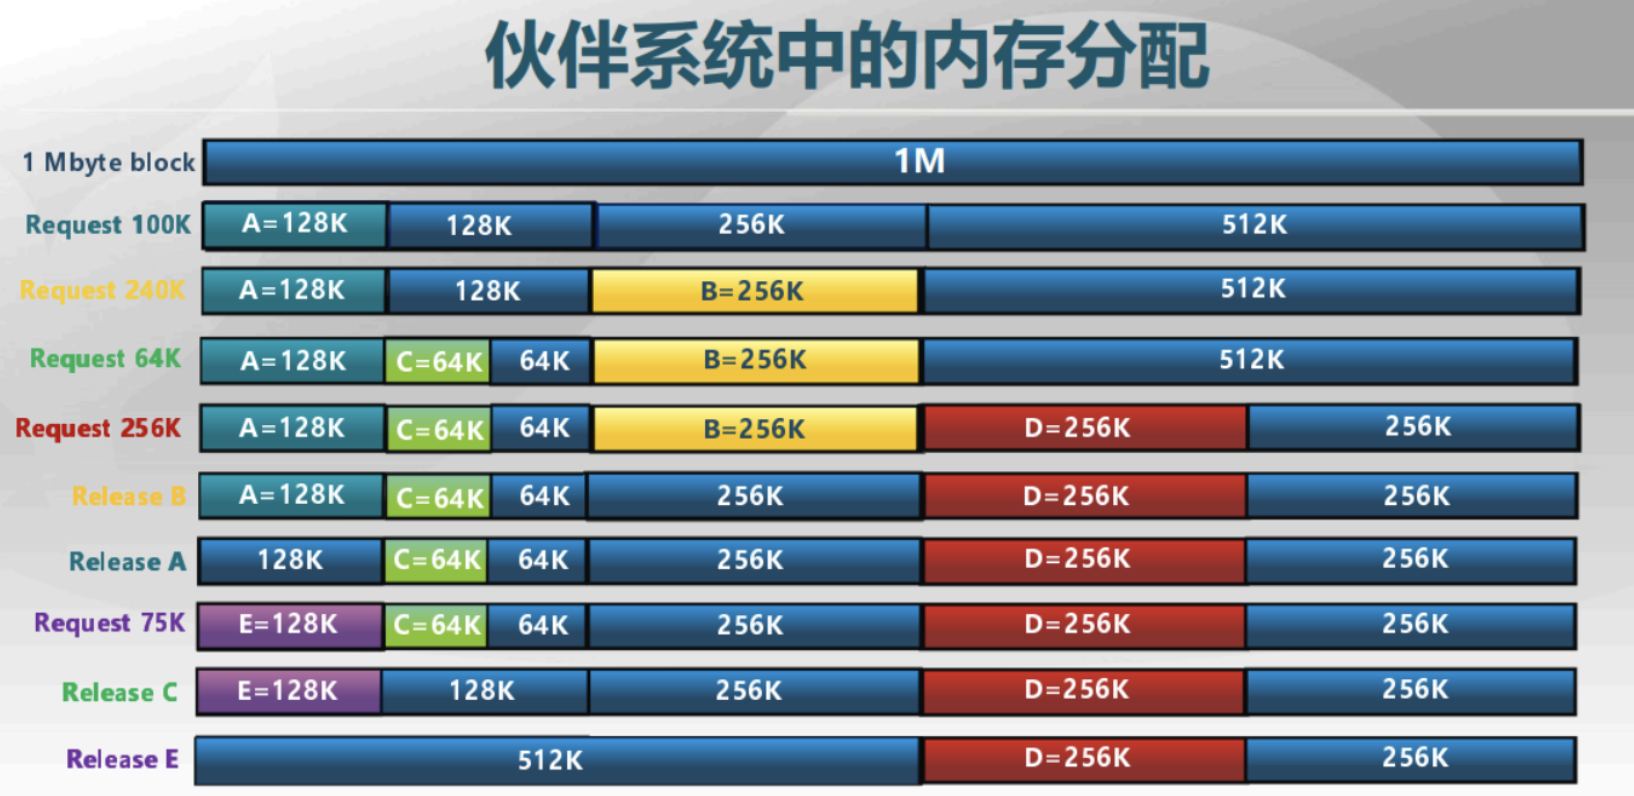 伙伴系统中的内存分配
1 Mbyte block 1M
Request 100K A=128K 128K 256K 512K
Request 240K A=128K 128K B=256K 512K
Request 64K A=128K C=64K 64K B=256K 512K
Request 256K A=128K C=64K 64K B=256K D=256K 256K
Release B A=128K C=64K 64K 256K D=256K 256K
Release A 128K C=64K 64K 256K D=256K 256K
Request 75K E=128K C=64K 64K 256K D=256K 256K
Release C E=128K 128K 256K D=256K 256K
Release E 512K D=256K 256K